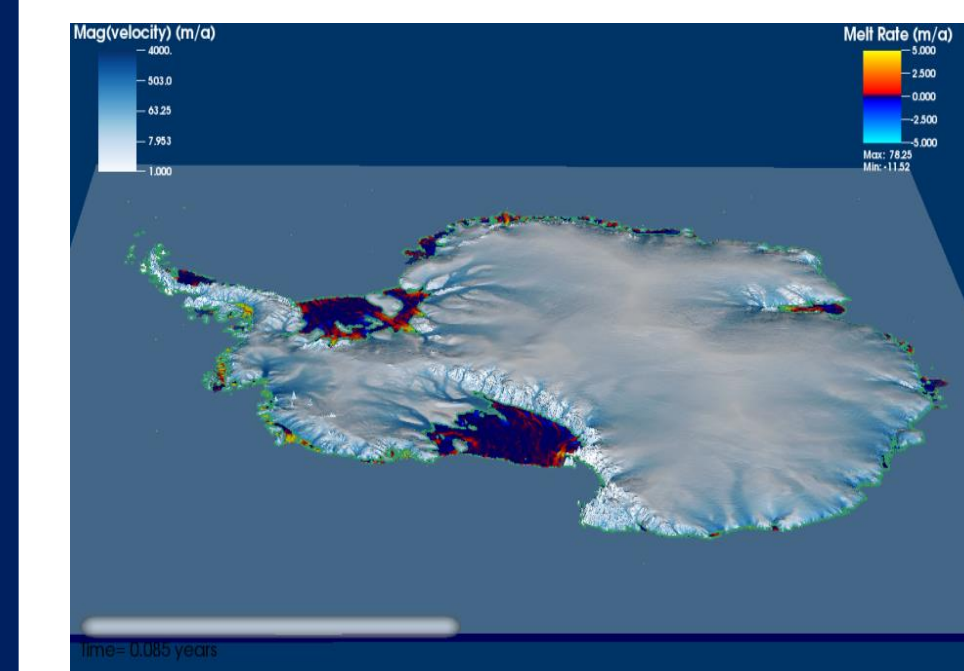 Mag(velocity) (m/a)
4000.
503.0
63.25
7.953
1.000
Melt Rate (m/a)
5.000
2.500
0.000
-2.500
-5.000
Max: 78.25
Min: -11.52
Time= 0.085 years